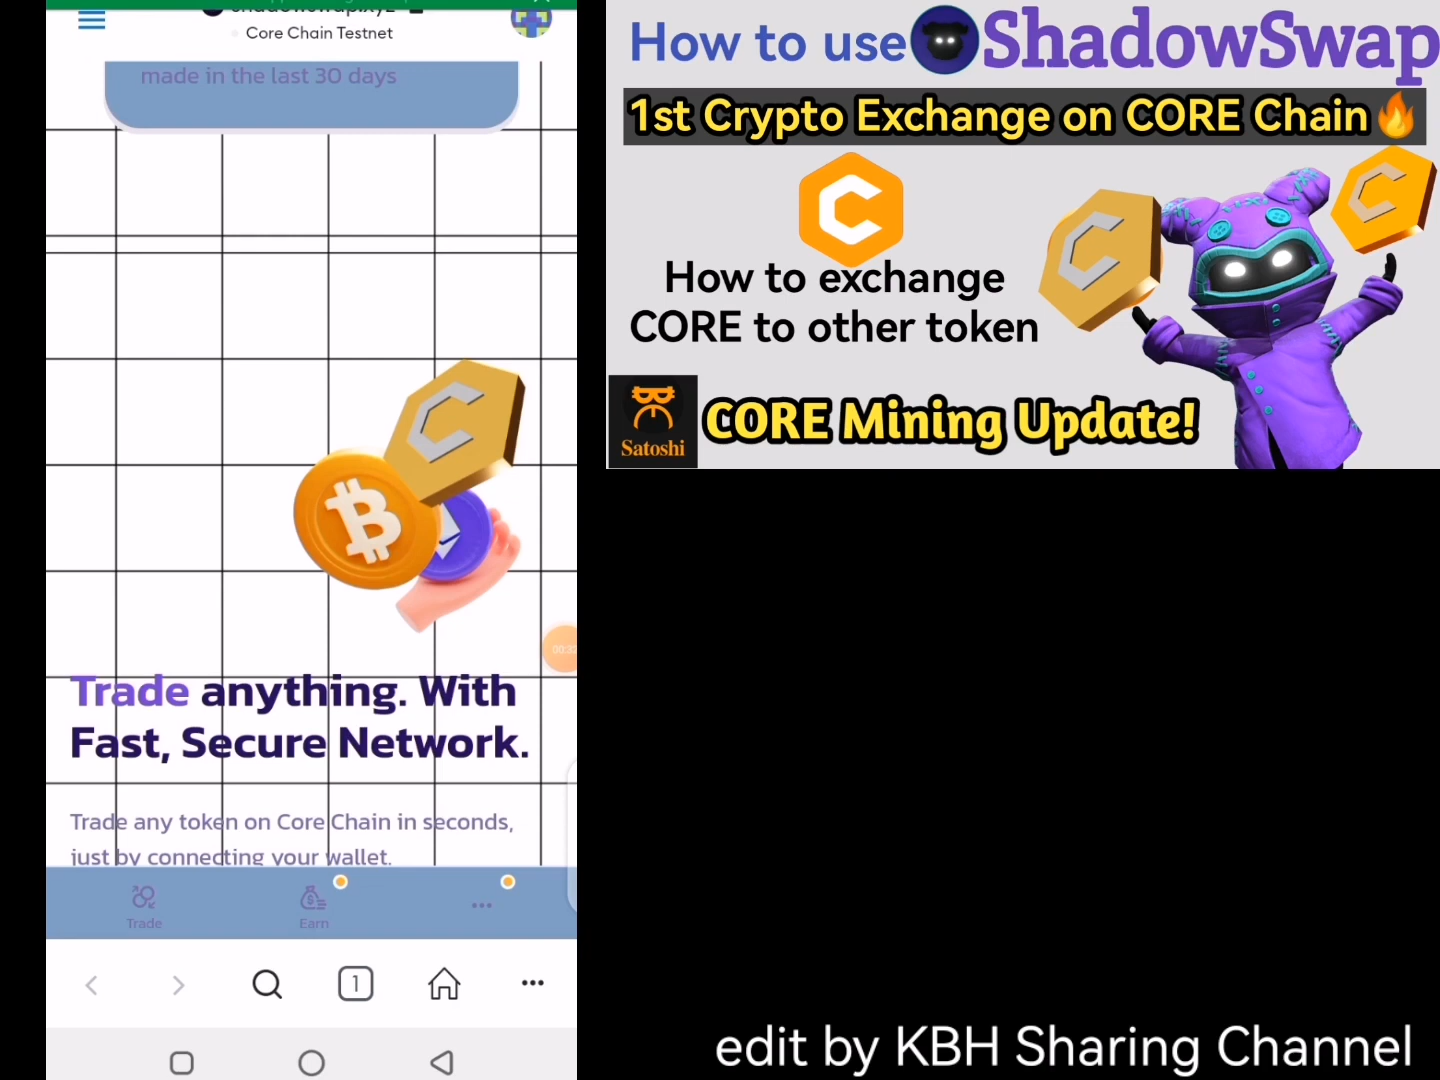 Core Chain Testnet
made in the last 30 days
Trade anything. With
Fast, Secure Network.
Trade any token on Core Chain in seconds,
just by connecting your wallet.
Trade
Earn
1
How to use ShadowSwap
1st Crypto Exchange on CORE Chain🔥
How to exchange
CORE to other token
Satoshi
CORE Mining Update!
edit by KBH Sharing Channel